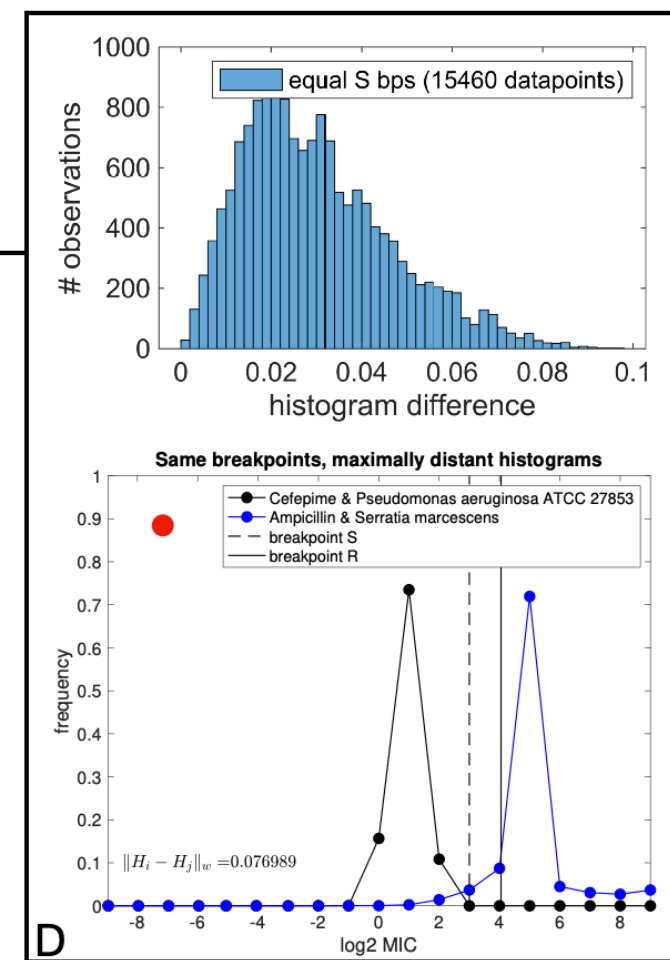 1000
800
600
400
200
0
# observations
equal S bps (15460 datapoints)
0 0.02 0.04 0.06 0.08 0.1
histogram difference
Same breakpoints, maximally distant histograms
1
0.9
0.8
0.7
0.6
0.5
0.4
0.3
0.2
0.1
0
frequency
Cefepime & Pseudomonas aeruginosa ATCC 27853
Ampicillin & Serratia marcescens
breakpoint S
breakpoint R
‖H_i − H_j‖_w =0.076989
-8 -6 -4 -2 0 2 4 6 8
log2 MIC
D